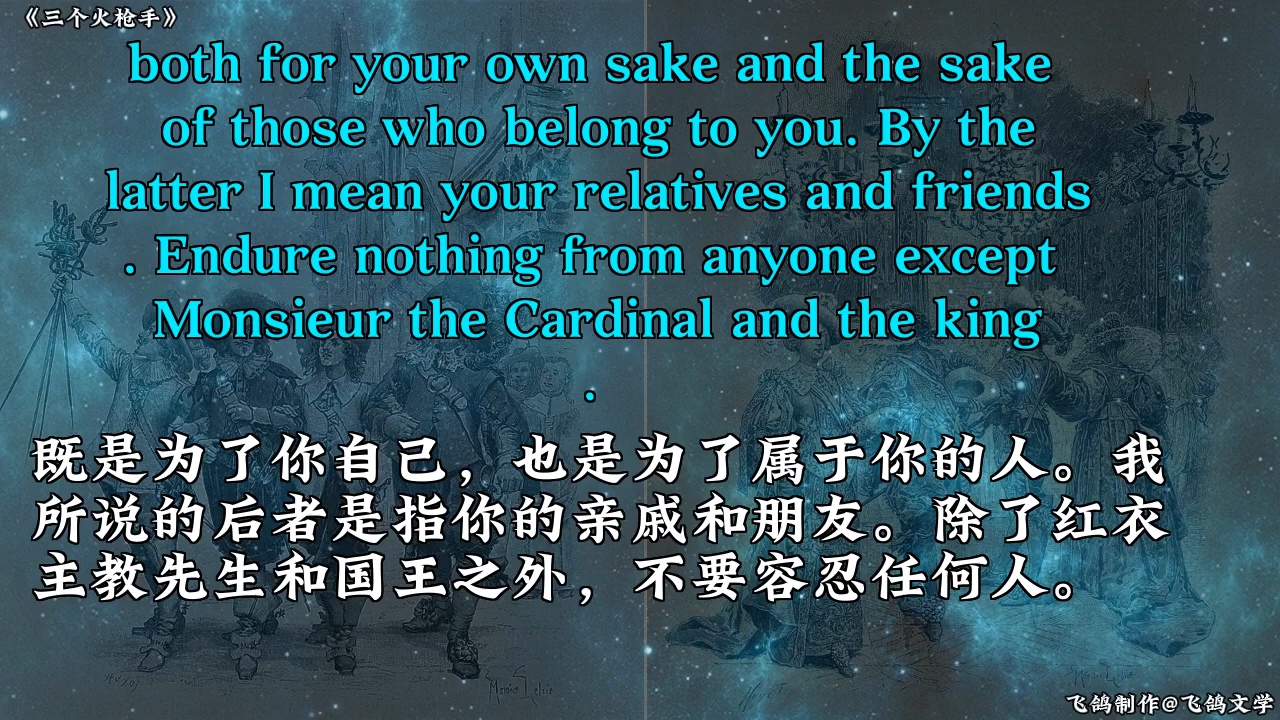 《三个火枪手》
both for your own sake and the sake
of those who belong to you. By the
latter I mean your relatives and friends
. Endure nothing from anyone except
Monsieur the Cardinal and the king
.
既是为了你自己，也是为了属于你的人。我
所说的后者是指你的亲戚和朋友。除了红衣
主教先生和国王之外，不要容忍任何人。
飞鸽制作@飞鸽文学